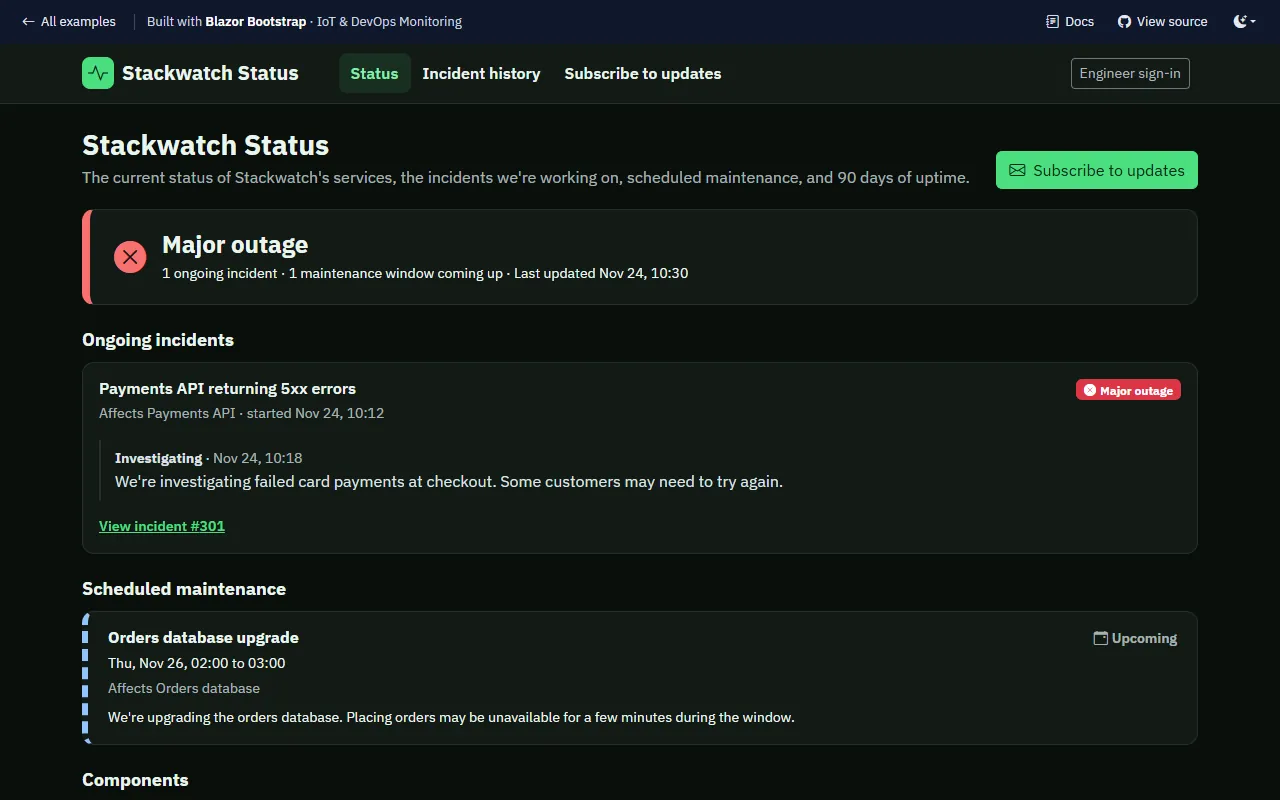 All examples
Built with Blazor Bootstrap · IoT & DevOps Monitoring
Docs
View source
Stackwatch Status
Status
Incident history
Subscribe to updates
Engineer sign-in
Stackwatch Status
The current status of Stackwatch's services, the incidents we're working on, scheduled maintenance, and 90 days of uptime.
Subscribe to updates
Major outage
1 ongoing incident · 1 maintenance window coming up · Last updated Nov 24, 10:30
Ongoing incidents
Payments API returning 5xx errors
Major outage
Affects Payments API · started Nov 24, 10:12
Investigating · Nov 24, 10:18
We're investigating failed card payments at checkout. Some customers may need to try again.
View incident #301
Scheduled maintenance
Orders database upgrade
Upcoming
Thu, Nov 26, 02:00 to 03:00
Affects Orders database
We're upgrading the orders database. Placing orders may be unavailable for a few minutes during the window.
Components